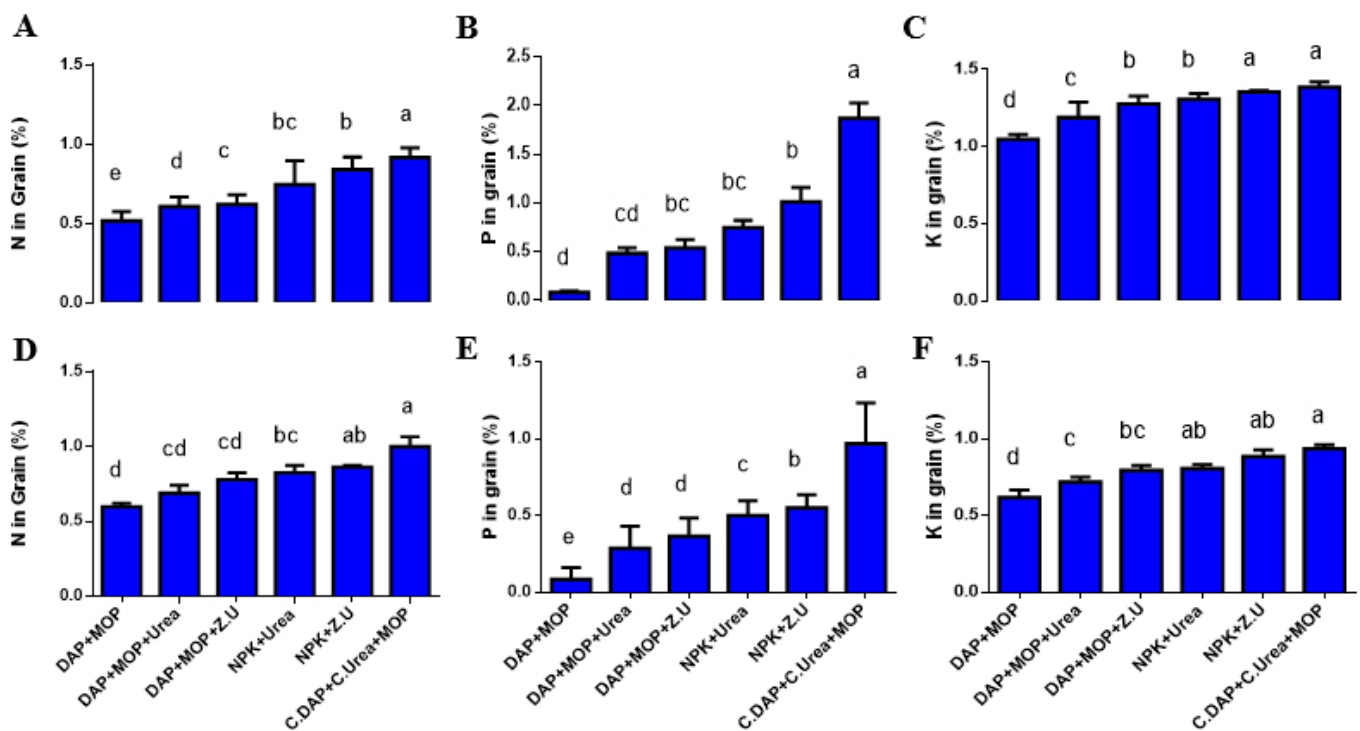 A
N in Grain (%)
1.5
1.0
0.5
0.0
e
d
c
bc
b
a
B
P in grain (%)
2.5
2.0
1.5
1.0
0.5
0.0
d
cd
bc
bc
b
a
C
K in grain (%)
1.5
1.0
0.5
0.0
d
c
b
b
a
a
D
N in Grain (%)
1.5
1.0
0.5
0.0
d
cd
cd
bc
ab
a
DAP+MOP
DAP+MOP+Urea
DAP+MOP+Z.U
NPK+Urea
NPK+Z.U
C.DAP+C.Urea+MOP
E
P in grain (%)
1.5
1.0
0.5
0.0
e
d
d
c
b
a
DAP+MOP
DAP+MOP+Urea
DAP+MOP+Z.U
NPK+Urea
NPK+Z.U
C.DAP+C.Urea+MOP
F
K in grain (%)
1.5
1.0
0.5
0.0
d
c
bc
ab
ab
a
DAP+MOP
DAP+MOP+Urea
DAP+MOP+Z.U
NPK+Urea
NPK+Z.U
C.DAP+C.Urea+MOP